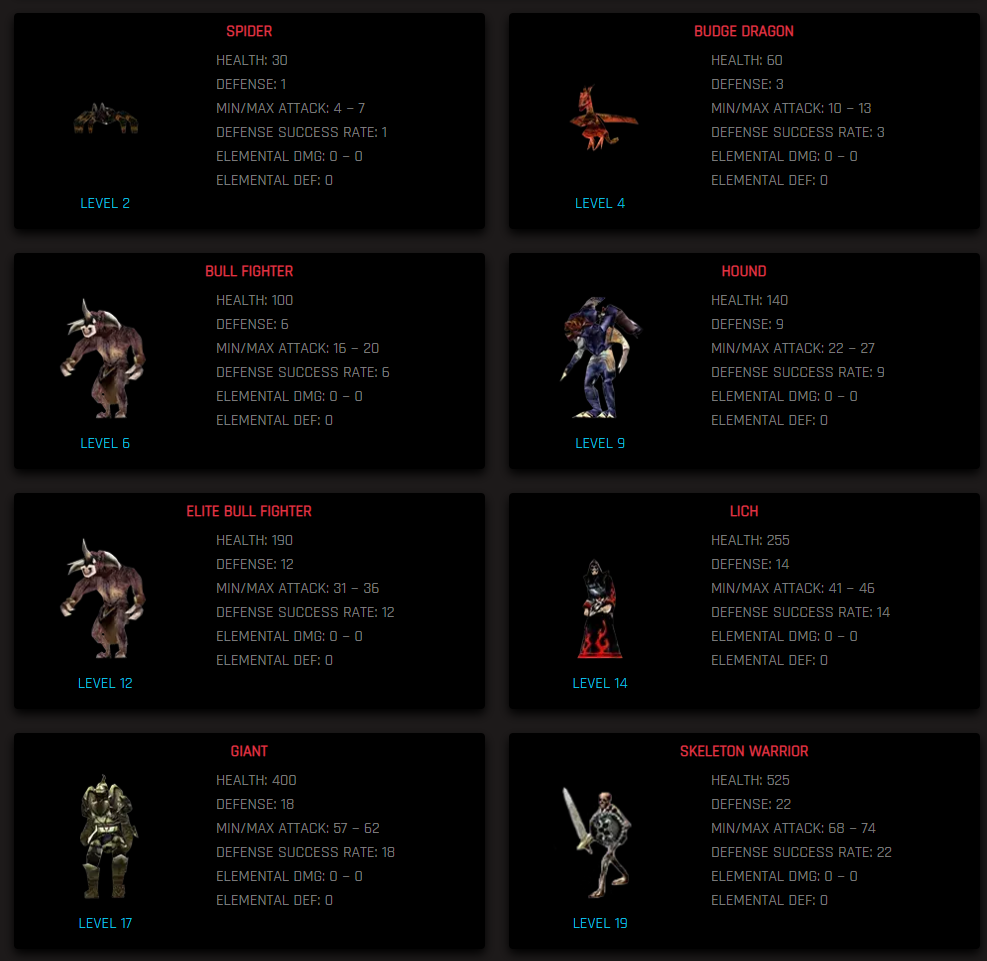 SPIDER
HEALTH: 30
DEFENSE: 1
MIN/MAX ATTACK: 4 – 7
DEFENSE SUCCESS RATE: 1
ELEMENTAL DMG: 0 – 0
ELEMENTAL DEF: 0
LEVEL 2
BUDGE DRAGON
HEALTH: 60
DEFENSE: 3
MIN/MAX ATTACK: 10 – 13
DEFENSE SUCCESS RATE: 3
ELEMENTAL DMG: 0 – 0
ELEMENTAL DEF: 0
LEVEL 4
BULL FIGHTER
HEALTH: 100
DEFENSE: 6
MIN/MAX ATTACK: 16 – 20
DEFENSE SUCCESS RATE: 6
ELEMENTAL DMG: 0 – 0
ELEMENTAL DEF: 0
LEVEL 6
HOUND
HEALTH: 140
DEFENSE: 9
MIN/MAX ATTACK: 22 – 27
DEFENSE SUCCESS RATE: 9
ELEMENTAL DMG: 0 – 0
ELEMENTAL DEF: 0
LEVEL 9
ELITE BULL FIGHTER
HEALTH: 190
DEFENSE: 12
MIN/MAX ATTACK: 31 – 36
DEFENSE SUCCESS RATE: 12
ELEMENTAL DMG: 0 – 0
ELEMENTAL DEF: 0
LEVEL 12
LICH
HEALTH: 255
DEFENSE: 14
MIN/MAX ATTACK: 41 – 46
DEFENSE SUCCESS RATE: 14
ELEMENTAL DMG: 0 – 0
ELEMENTAL DEF: 0
LEVEL 14
GIANT
HEALTH: 400
DEFENSE: 18
MIN/MAX ATTACK: 57 – 62
DEFENSE SUCCESS RATE: 18
ELEMENTAL DMG: 0 – 0
ELEMENTAL DEF: 0
LEVEL 17
SKELETON WARRIOR
HEALTH: 525
DEFENSE: 22
MIN/MAX ATTACK: 68 – 74
DEFENSE SUCCESS RATE: 22
ELEMENTAL DMG: 0 – 0
ELEMENTAL DEF: 0
LEVEL 19